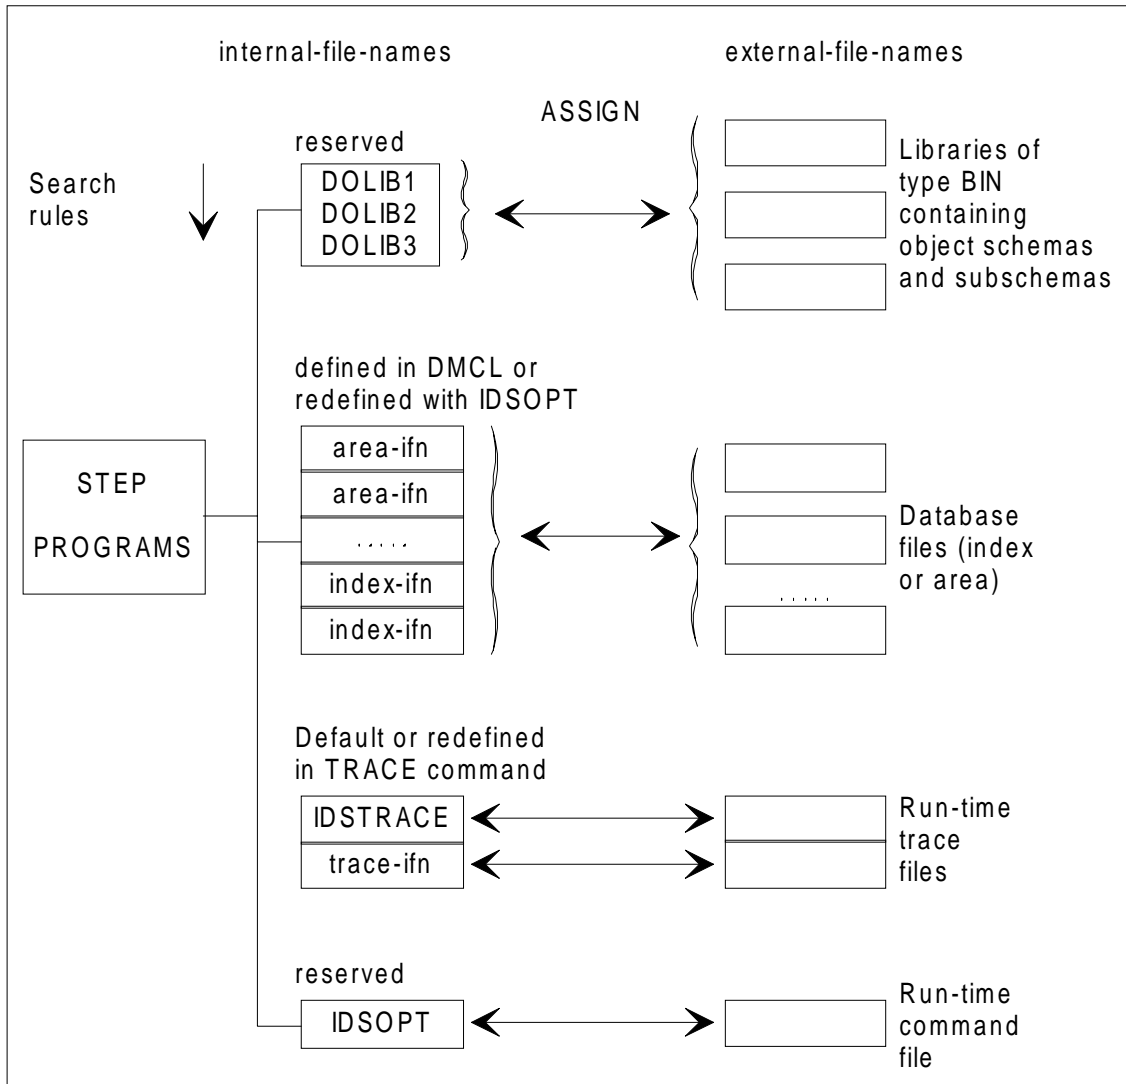 internal-file-names
external-file-names
ASSIGN
reserved
Search
rules
DOLIB1
DOLIB2
DOLIB3
Libraries of
type BIN
containing
object schemas
and subschemas
defined in DMCL or
redefined with IDSOPT
STEP
PROGRAMS
area-ifn
area-ifn
.....
index-ifn
index-ifn
Database
files (index
or area)
.....
Default or redefined
in TRACE command
IDSTRACE
trace-ifn
Run-time
trace
files
reserved
IDSOPT
Run-time
command
file